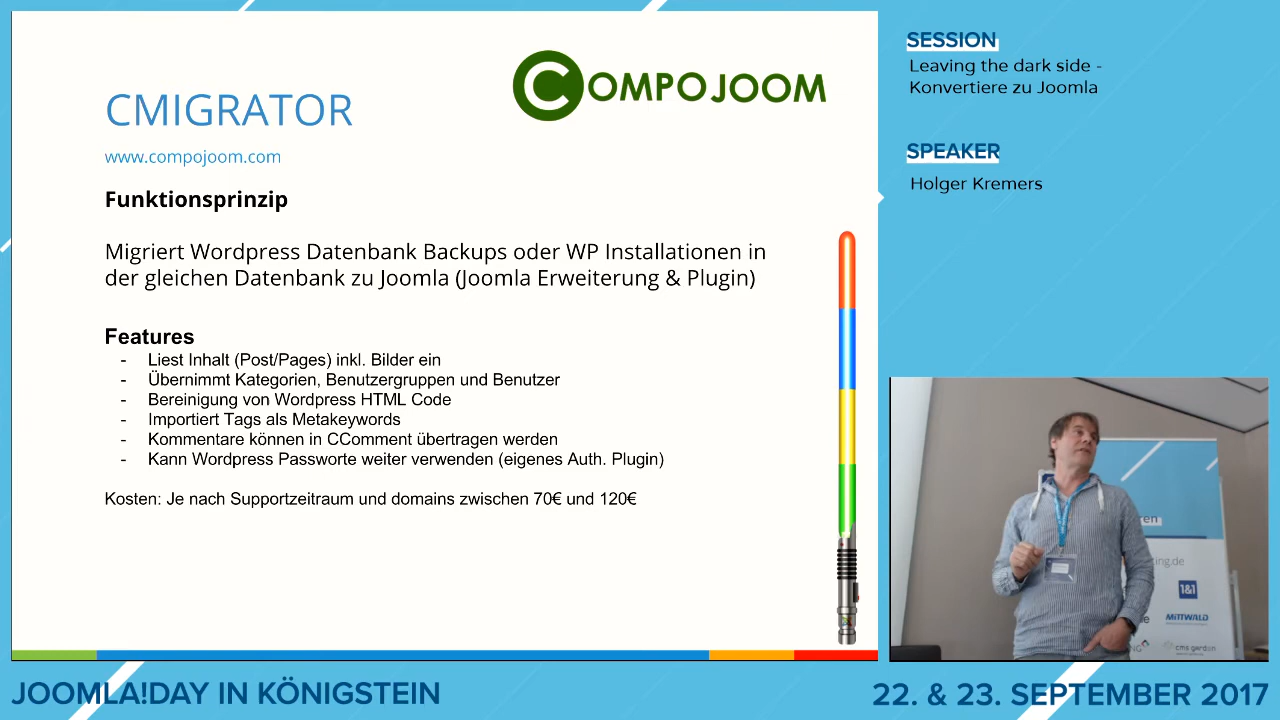 COMPOJOOM
CMIGRATOR
www.compojoom.com
Funktionsprinzip
Migriert Wordpress Datenbank Backups oder WP Installationen in
der gleichen Datenbank zu Joomla (Joomla Erweiterung & Plugin)
Features
- Liest Inhalt (Post/Pages) inkl. Bilder ein
- Übernimmt Kategorien, Benutzergruppen und Benutzer
- Bereinigung von Wordpress HTML Code
- Importiert Tags als Metakeywords
- Kommentare können in CComment übertragen werden
- Kann Wordpress Passworte weiter verwenden (eigenes Auth. Plugin)
Kosten: Je nach Supportzeitraum und domains zwischen 70€ und 120€
SESSION
Leaving the dark side -
Konvertiere zu Joomla
SPEAKER
Holger Kremers
1&1
MITTWALD
cms garden
JOOMLA!DAY IN KÖNIGSTEIN
22. & 23. SEPTEMBER 2017